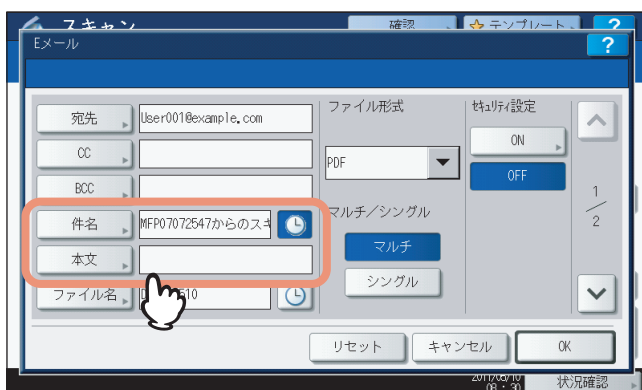 スキャン
確認
テンプレート
?
Eメール
?
宛先
User001@example.com
CC
BCC
件名
MFP07072547からのスキ
本文
ファイル名
ファイル形式
PDF
マルチ/シングル
マルチ
シングル
セキュリティ設定
ON
OFF
1
2
リセット
キャンセル
OK
2011/08/10
08:30
状況確認